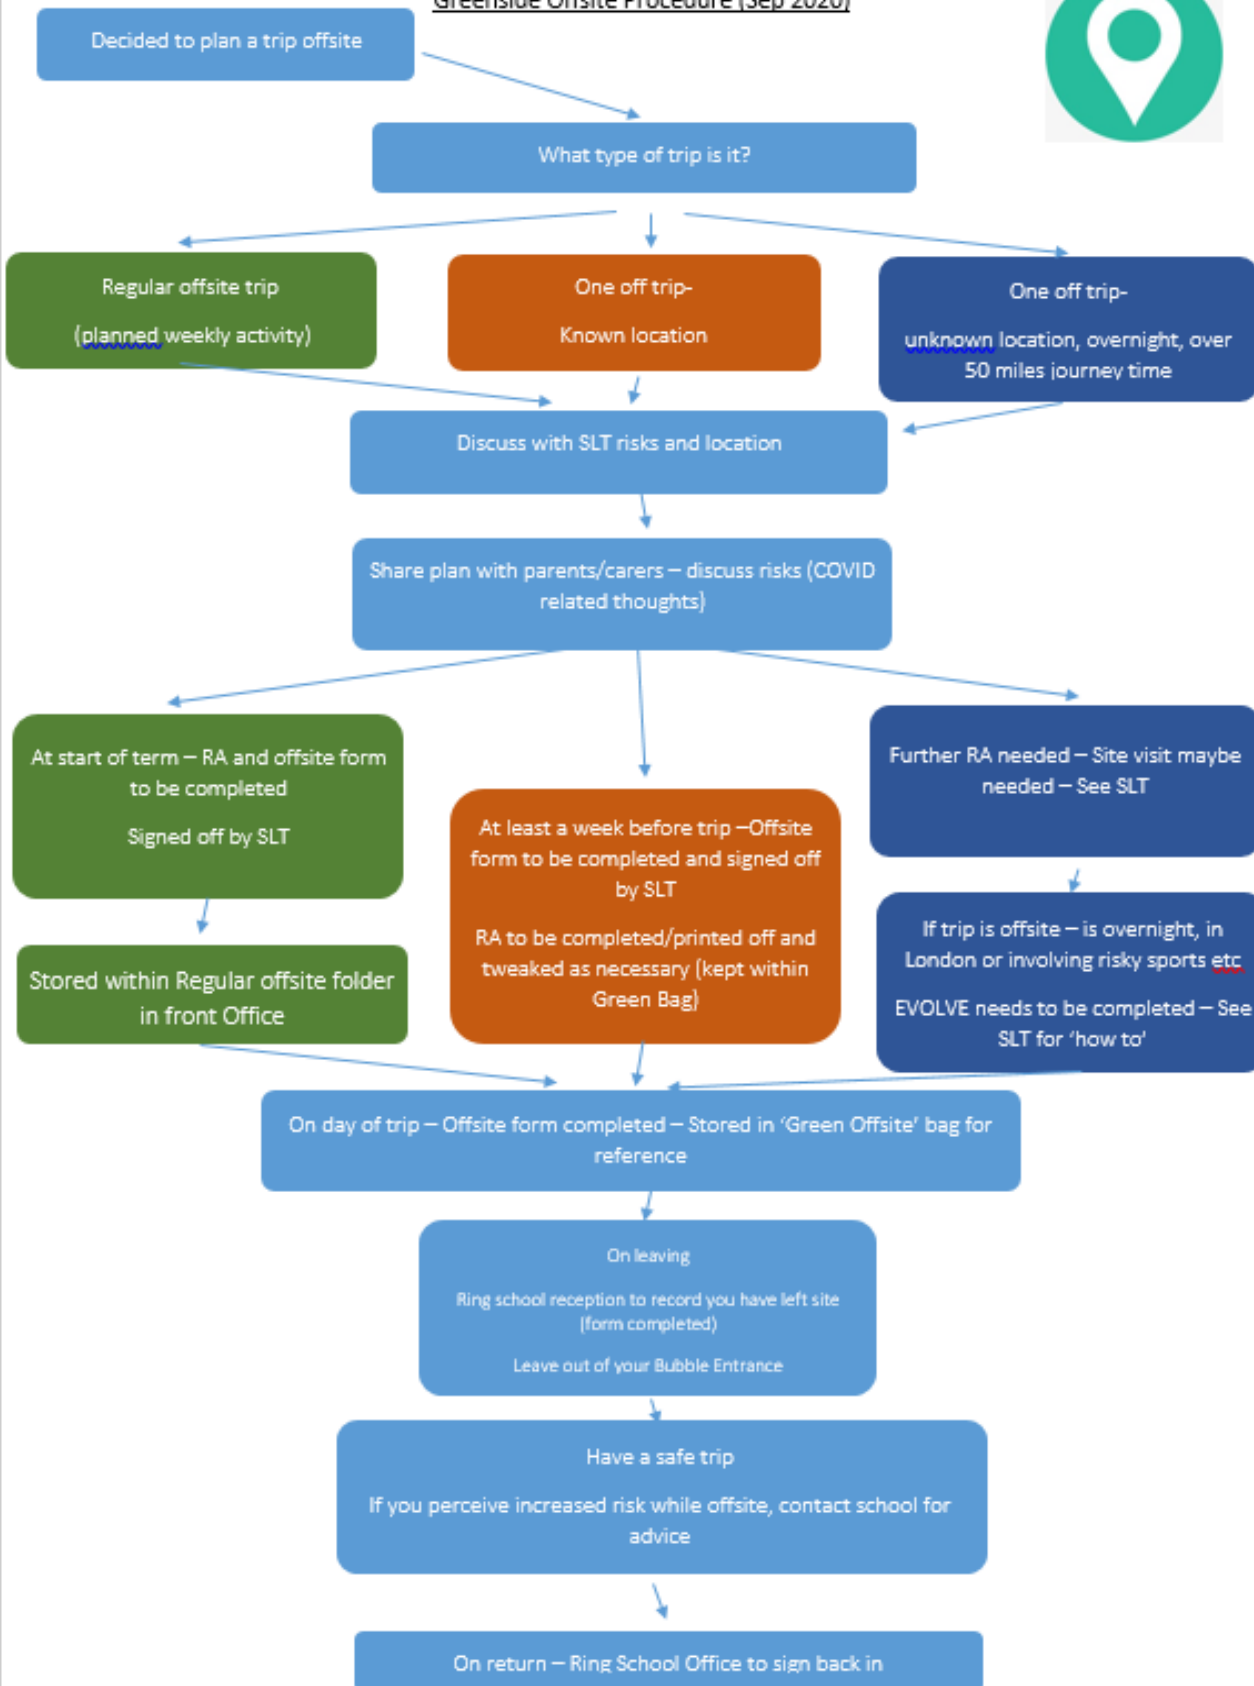 Greenside Offsite Procedure (Sep 2020)
Decided to plan a trip offsite
What type of trip is it?
Regular offsite trip
(planned weekly activity)
One off trip-
Known location
One off trip-
unknown location, overnight, over
50 miles journey time
Discuss with SLT risks and location
Share plan with parents/carers – discuss risks (COVID
related thoughts)
At start of term – RA and offsite form
to be completed
Signed off by SLT
Stored within Regular offsite folder
in front Office
At least a week before trip –Offsite
form to be completed and signed off
by SLT
RA to be completed/printed off and
tweaked as necessary (kept within
Green Bag)
Further RA needed – Site visit maybe
needed – See SLT
If trip is offsite – is overnight, in
London or involving risky sports etc
EVOLVE needs to be completed – See
SLT for ‘how to’
On day of trip – Offsite form completed – Stored in ‘Green Offsite’ bag for
reference
On leaving
Ring school reception to record you have left site
(form completed)
Leave out of your Bubble Entrance
Have a safe trip
If you perceive increased risk while offsite, contact school for
advice
On return – Ring School Office to sign back in